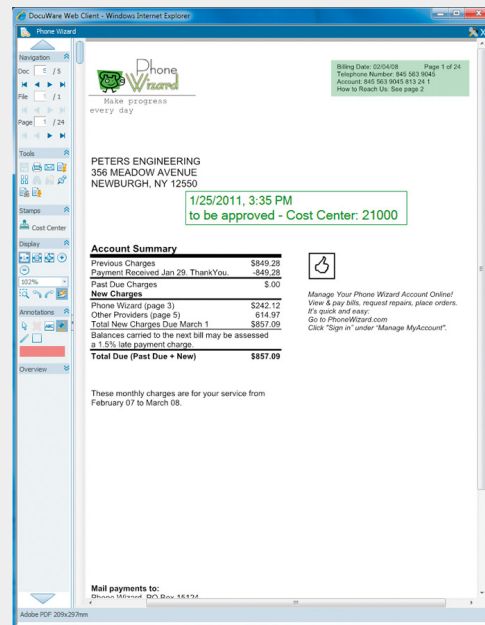 DocuWare Web Client - Windows Internet Explorer
Phone Wizard
X
Navigation
Doc 5 / 5
File / 1
Page 1 / 24
Tools
Stamps
Cost Center
Display
102%
Annotations
ABC
Overview
Phone
Wizard
Make progress
every day
Billing Date: 02/04/08 Page 1 of 24
Telephone Number: 845 563 9045
Account: 845 563 9045 813 24 1
How to Reach Us: See page 2
PETERS ENGINEERING
356 MEADOW AVENUE
NEWBURGH, NY 12550
1/25/2011, 3:35 PM
to be approved - Cost Center: 21000
Account Summary
Previous Charges $849.28
Payment Received Jan 29. ThankYou. -849,28
Past Due Charges $.00
New Charges
Phone Wizard (page 3) $242.12
Other Providers (page 5) 614.97
Total New Charges Due March 1 $857.09
Balances carried to the next bill may be assessed
a 1.5% late payment charge.
Total Due (Past Due + New) $857.09
Manage Your Phone Wizard Account Online!
View & pay bills, request repairs, place orders.
It's quick and easy:
Go to PhoneWizard.com
Click "Sign in" under 'Manage MyAccount".
These monthly charges are for your service from
February 07 to March 08.
Mail payments to:
Phone Wizard, PO Box 15124
Adobe PDF 209x297mm